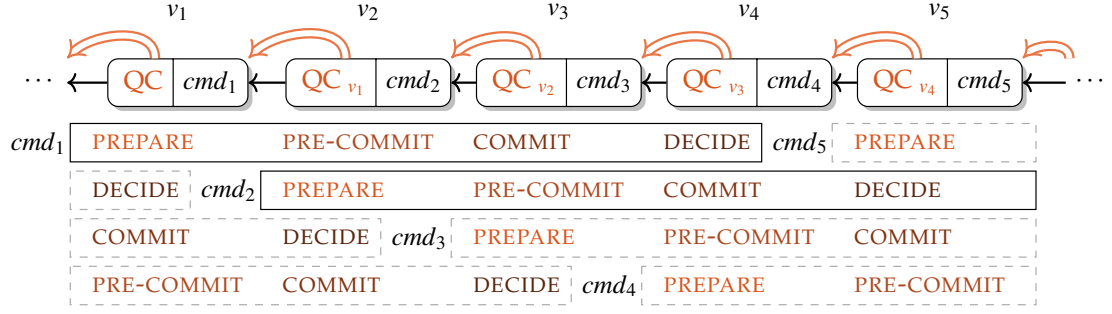 v1 v2 v3 v4 v5
··· QC cmd1 QC v1 cmd2 QC v2 cmd3 QC v3 cmd4 QC v4 cmd5 ···
cmd1 PREPARE PRE-COMMIT COMMIT DECIDE cmd5 PREPARE
DECIDE cmd2 PREPARE PRE-COMMIT COMMIT DECIDE
COMMIT DECIDE cmd3 PREPARE PRE-COMMIT COMMIT
PRE-COMMIT COMMIT DECIDE cmd4 PREPARE PRE-COMMIT